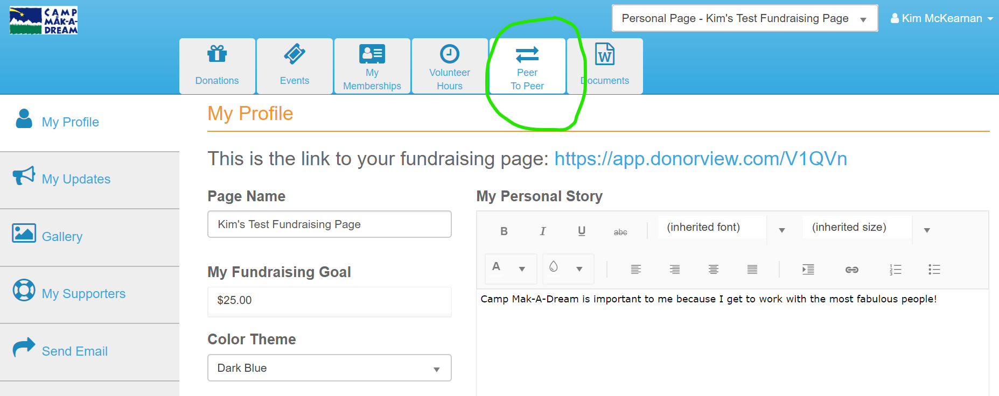 CAMP
MĀK-A-
DREAM
Personal Page - Kim's Test Fundraising Page
Kim McKearnan
Donations
Events
My
Memberships
Volunteer
Hours
Peer
To Peer
W
Documents
My Profile
My Updates
Gallery
My Supporters
Send Email
My Profile
This is the link to your fundraising page: https://app.donorview.com/V1QVn
Page Name
Kim's Test Fundraising Page
My Fundraising Goal
$25.00
Color Theme
Dark Blue
My Personal Story
B I U abc (inherited font) (inherited size)
A
1
2
3
Camp Mak-A-Dream is important to me because I get to work with the most fabulous people!